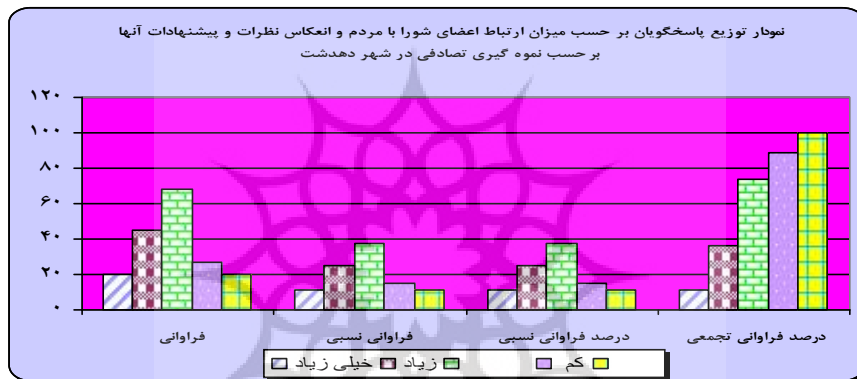 نمودار توزیع پاسخگویان بر حسب میزان ارتباط اعضای شورا با مردم و انعکاس نظرات و پیشنهادات آنها
بر حسب نموه گیری تصادفی در شهر دهدشت
۱۲۰
۱۰۰
۸۰
۶۰
۴۰
۲۰
۰
فراوانی
فراوانی نسبی
درصد فراوانی نسبی
درصد فراوانی تجمعی
خیلی زیاد زیاد کم